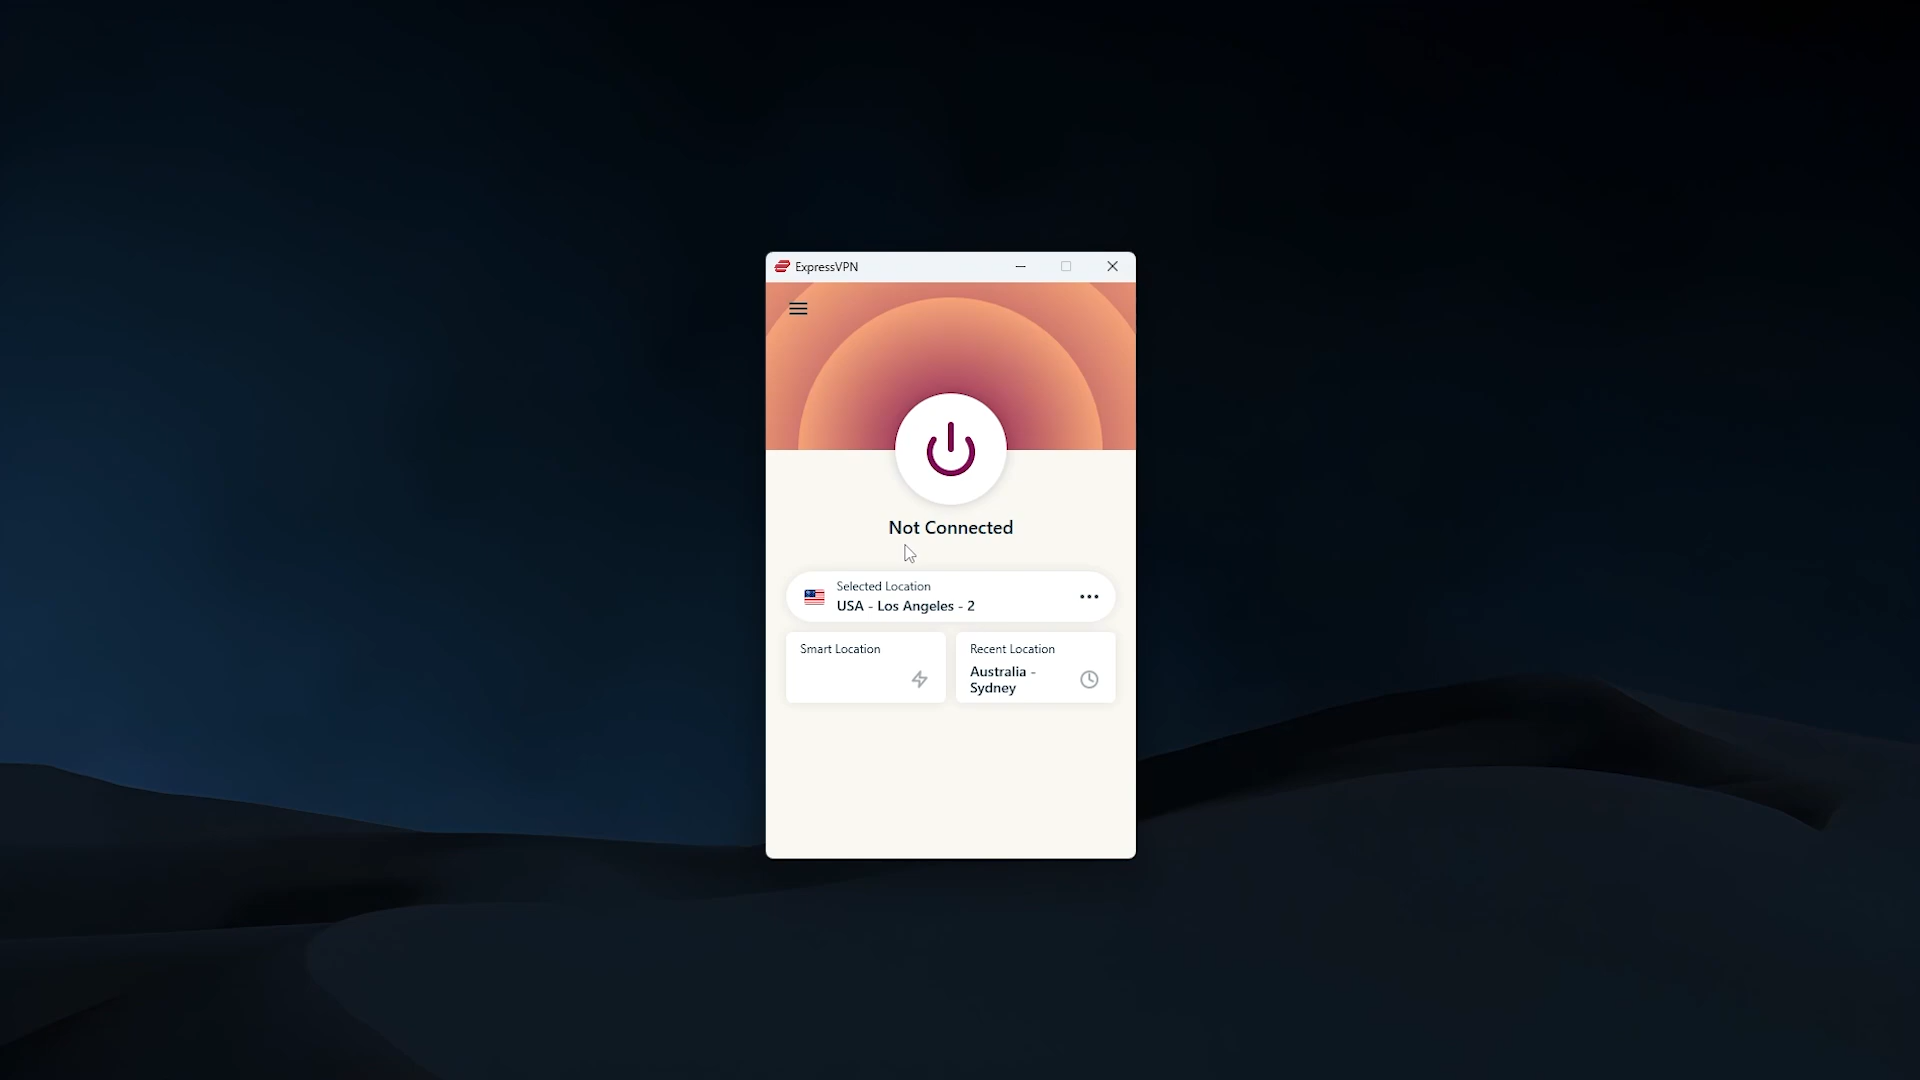 ExpressVPN
Not Connected
Selected Location
USA - Los Angeles - 2
Smart Location
Recent Location
Australia -
Sydney